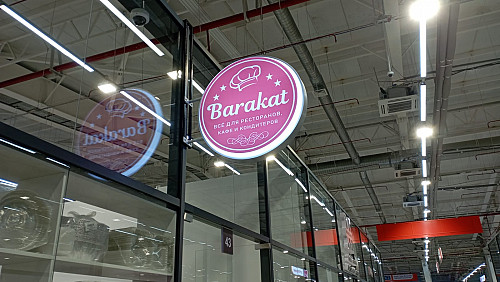 Barakat
ВСЁ ДЛЯ РЕСТОРАНОВ,
КАФЕ И КОНДИТЕРОВ
43